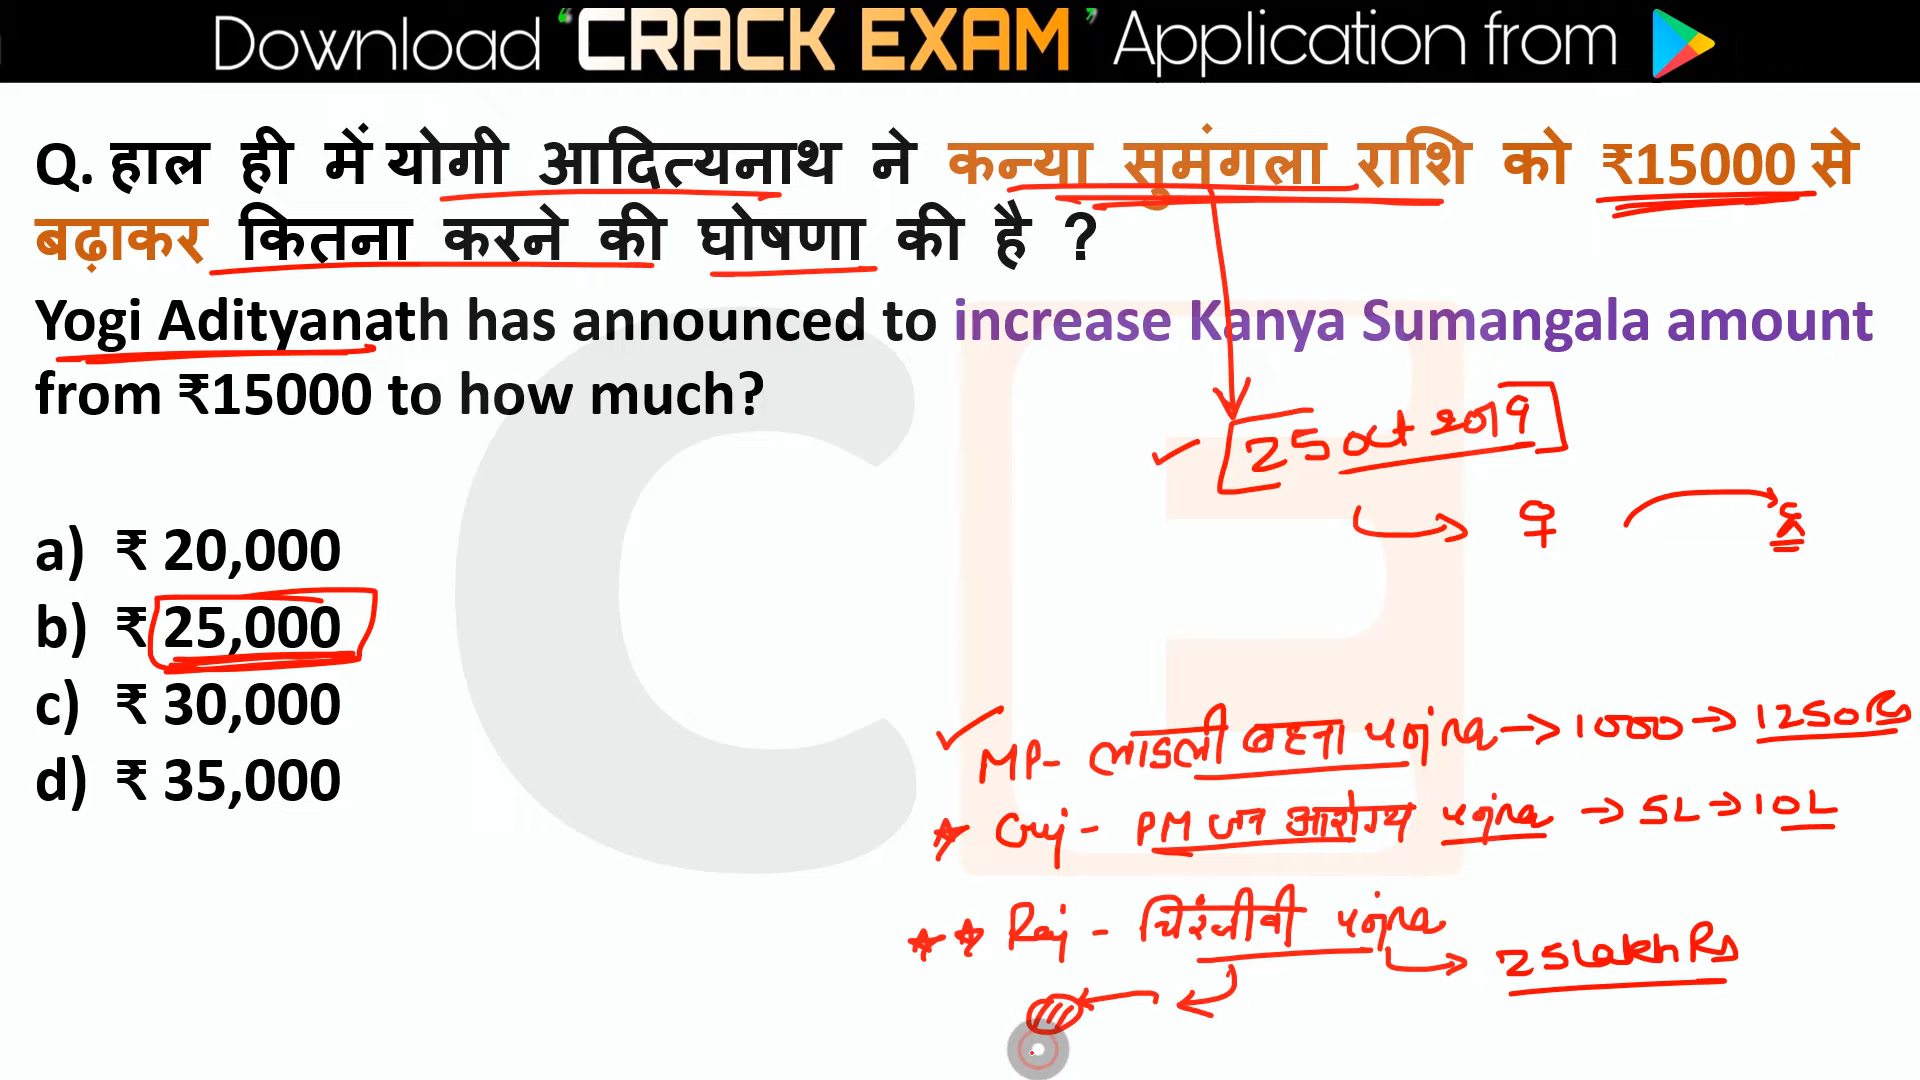 Download 'CRACK EXAM' Application from
Q. हाल ही में योगी आदित्यनाथ ने कन्या सुमंगला राशि को ₹15000 से
बढ़ाकर कितना करने की घोषणा की है ?
Yogi Adityanath has announced to increase Kanya Sumangala amount
from ₹15000 to how much?
25 oct 2019
a) ₹ 20,000
b) ₹ 25,000
c) ₹ 30,000
d) ₹ 35,000
MP- लाडली बहना योजना → 1000 → 1250 Rs
Guj - PM जन आरोग्य योजना → 5L → 10L
Raj - चिरंजीवी योजना
25 lakh Rs